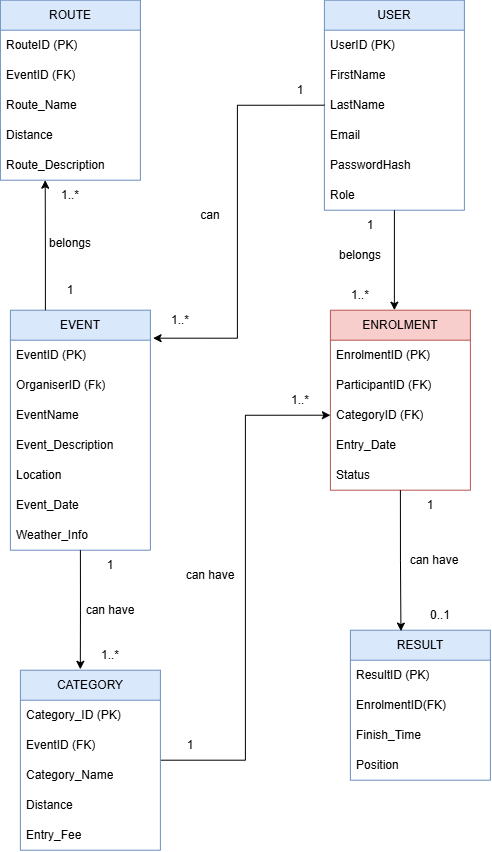 ROUTE
RouteID (PK)
EventID (FK)
Route_Name
Distance
Route_Description
USER
UserID (PK)
FirstName
LastName
Email
PasswordHash
Role
1
can
1..*
1..*
belongs
1
1
belongs
1..*
EVENT
EventID (PK)
OrganiserID (Fk)
EventName
Event_Description
Location
Event_Date
Weather_Info
ENROLMENT
EnrolmentID (PK)
ParticipantID (FK)
CategoryID (FK)
Entry_Date
Status
1..*
can have
1
1
can have
1..*
1
can have
0..1
CATEGORY
Category_ID (PK)
EventID (FK)
Category_Name
Distance
Entry_Fee
RESULT
ResultID (PK)
EnrolmentID(FK)
Finish_Time
Position